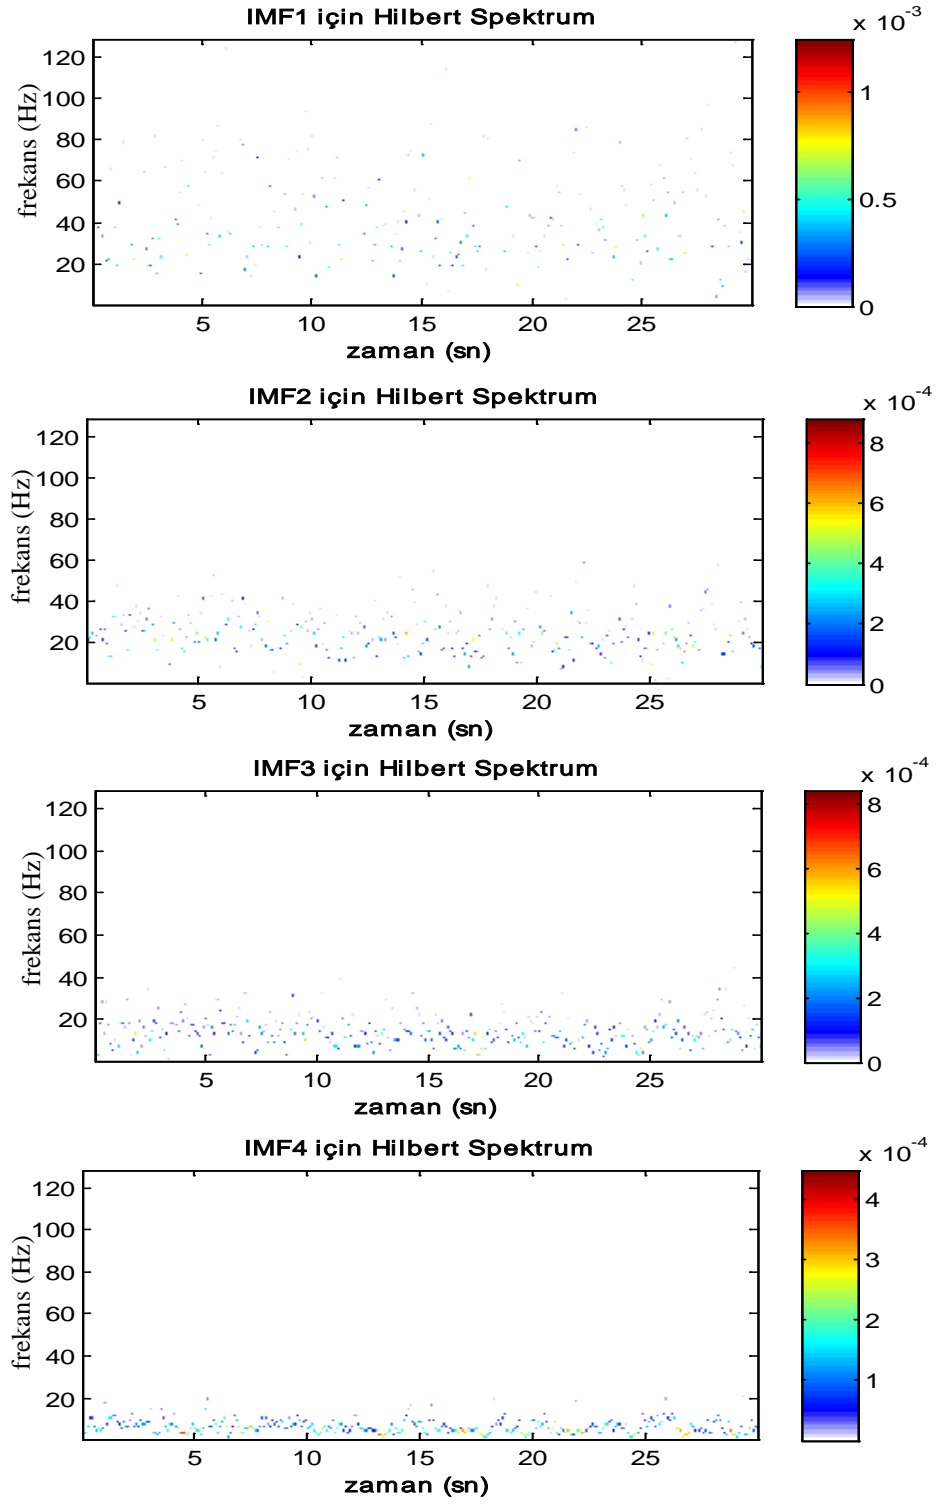 IMF1 için Hilbert Spektrum
x 10-3
frekans (Hz)
120
100
80
60
40
20
5 10 15 20 25
zaman (sn)
1
0.5
0
IMF2 için Hilbert Spektrum
x 10-4
frekans (Hz)
120
100
80
60
40
20
5 10 15 20 25
zaman (sn)
8
6
4
2
0
IMF3 için Hilbert Spektrum
x 10-4
frekans (Hz)
120
100
80
60
40
20
5 10 15 20 25
zaman (sn)
8
6
4
2
0
IMF4 için Hilbert Spektrum
x 10-4
frekans (Hz)
120
100
80
60
40
20
5 10 15 20 25
zaman (sn)
4
3
2
1